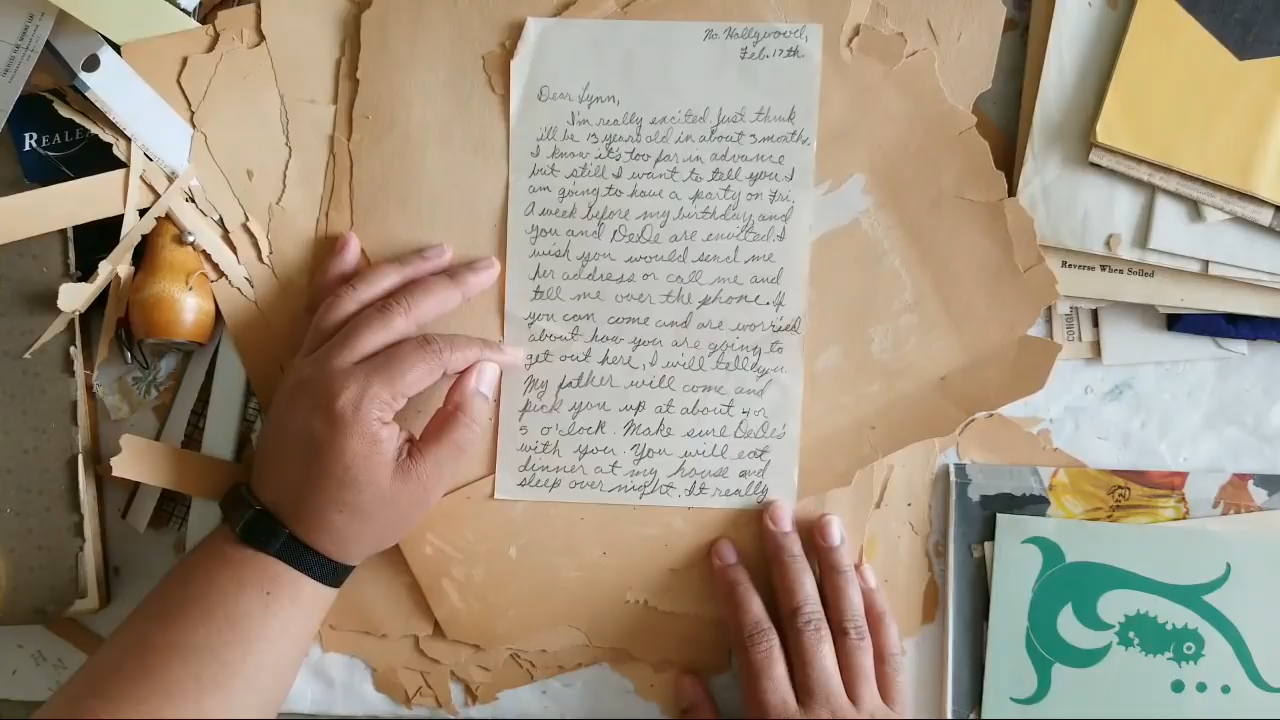 No. Hollywood,
Feb. 17th.
Dear Lynn,
I'm really excited. Just think
i'll be 13 years old in about 3 months.
I know it's too far in advance
but still I want to tell you. I
am going to have a party on Fri.
A week before my birthday and
you and DeDe are invited. I
wish you would send me
her address or call me and
tell me over the phone. If
you can come and are worried
about how you are going to
get out here, I will tell you.
My father will come and
pick you up at about 4 or
5 o'clock. Make sure DeDe's
with you. You will eat
dinner at my house and
sleep over night. It really
REALE
Reverse When Soiled
CONG